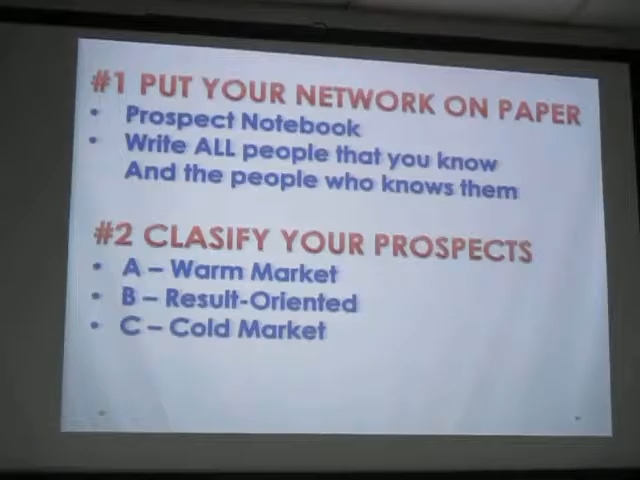 #1 PUT YOUR NETWORK ON PAPER
• Prospect Notebook
• Write ALL people that you know
And the people who knows them
#2 CLASIFY YOUR PROSPECTS
• A – Warm Market
• B – Result-Oriented
• C – Cold Market